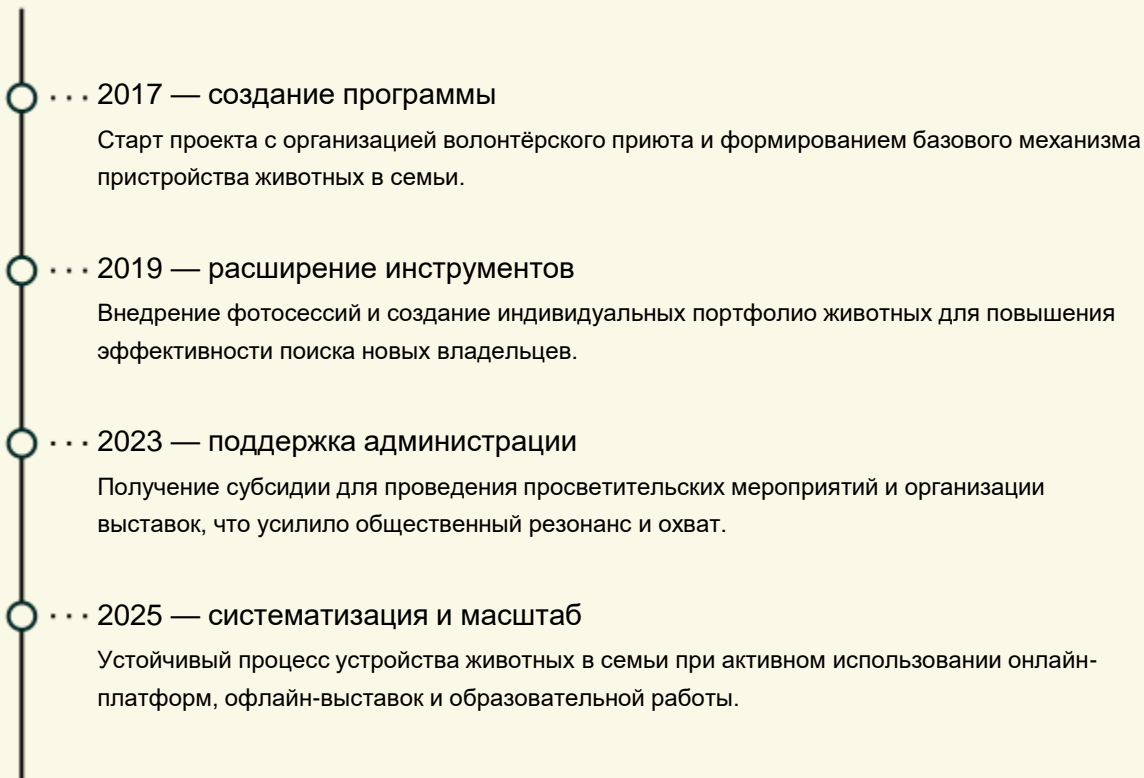 2017 — создание программы
Старт проекта с организацией волонтёрского приюта и формированием базового механизма
пристройства животных в семьи.
2019 — расширение инструментов
Внедрение фотосессий и создание индивидуальных портфолио животных для повышения
эффективности поиска новых владельцев.
2023 — поддержка администрации
Получение субсидии для проведения просветительских мероприятий и организации
выставок, что усилило общественный резонанс и охват.
2025 — систематизация и масштаб
Устойчивый процесс устройства животных в семьи при активном использовании онлайн-
платформ, офлайн-выставок и образовательной работы.